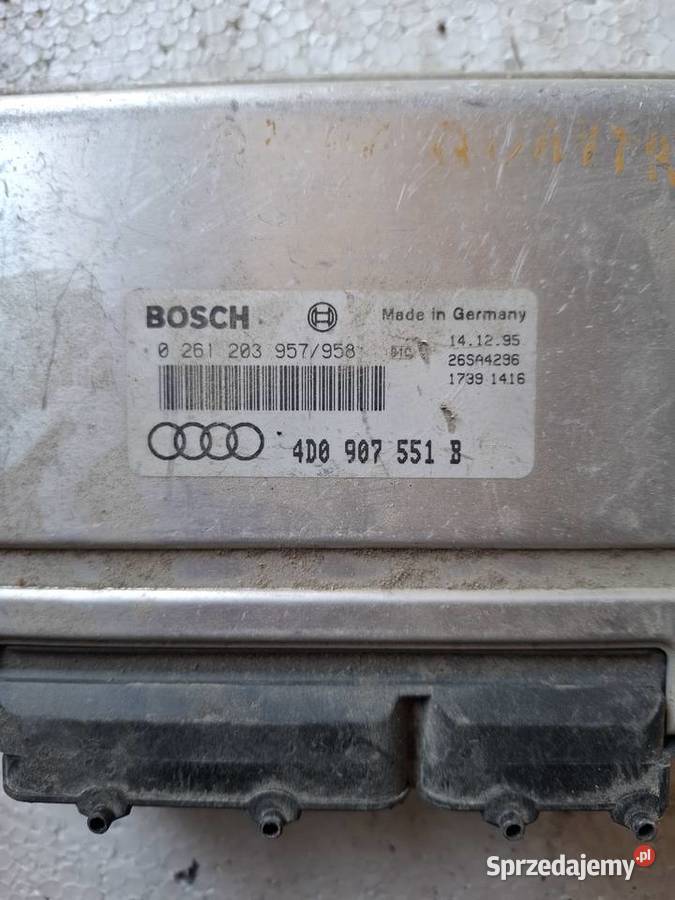 BOSCH
Made in Germany
0 261 203 957/958
14.12.95
26SA4296
1739 1416
4D0 907 551 B
Sprzedajemy.pl